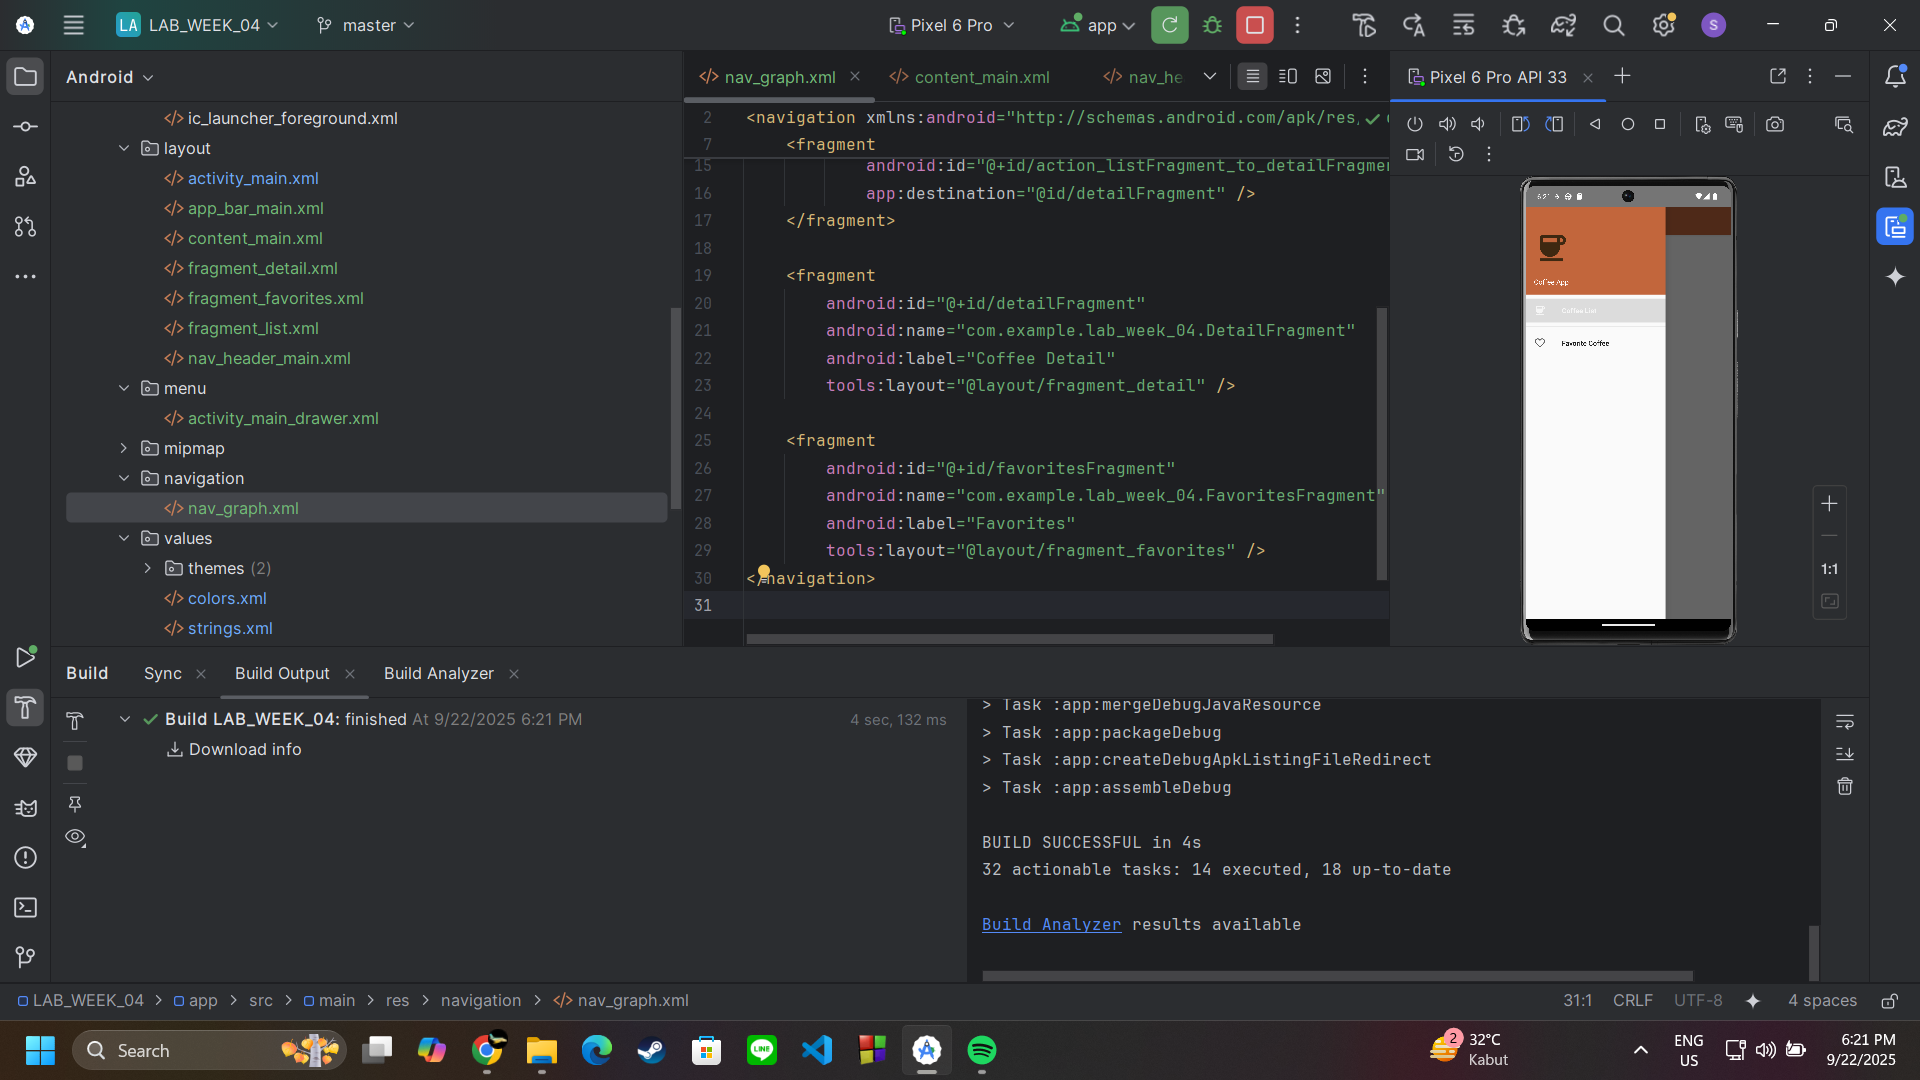 LA LAB_WEEK_04 master Pixel 6 Pro app S
Android
ic_launcher_foreground.xml
layout
activity_main.xml
app_bar_main.xml
content_main.xml
fragment_detail.xml
fragment_favorites.xml
fragment_list.xml
nav_header_main.xml
menu
activity_main_drawer.xml
mipmap
navigation
nav_graph.xml
values
themes (2)
colors.xml
strings.xml
nav_graph.xml content_main.xml nav_he
2 <navigation xmlns:android="http://schemas.android.com/apk/res/
7 <fragment
15 android:id="@+id/action_listFragment_to_detailFragmen
16 app:destination="@id/detailFragment" />
17 </fragment>
18
19 <fragment
20 android:id="@+id/detailFragment"
21 android:name="com.example.lab_week_04.DetailFragment"
22 android:label="Coffee Detail"
23 tools:layout="@layout/fragment_detail" />
24
25 <fragment
26 android:id="@+id/favoritesFragment"
27 android:name="com.example.lab_week_04.FavoritesFragment"
28 android:label="Favorites"
29 tools:layout="@layout/fragment_favorites" />
30 </navigation>
31
Pixel 6 Pro API 33
6:21
Coffee App
Coffee List
Favorite Coffee
1:1
Build Sync Build Output Build Analyzer
Build LAB_WEEK_04: finished At 9/22/2025 6:21 PM 4 sec, 132 ms
Download info
> Task :app:mergeDebugJavaResource
> Task :app:packageDebug
> Task :app:createDebugApkListingFileRedirect
> Task :app:assembleDebug
BUILD SUCCESSFUL in 4s
32 actionable tasks: 14 executed, 18 up-to-date
Build Analyzer results available
LAB_WEEK_04 > app > src > main > res > navigation > nav_graph.xml 31:1 CRLF UTF-8 4 spaces
Search
LINE
2
32°C
Kabut
ENG
US
6:21 PM
9/22/2025